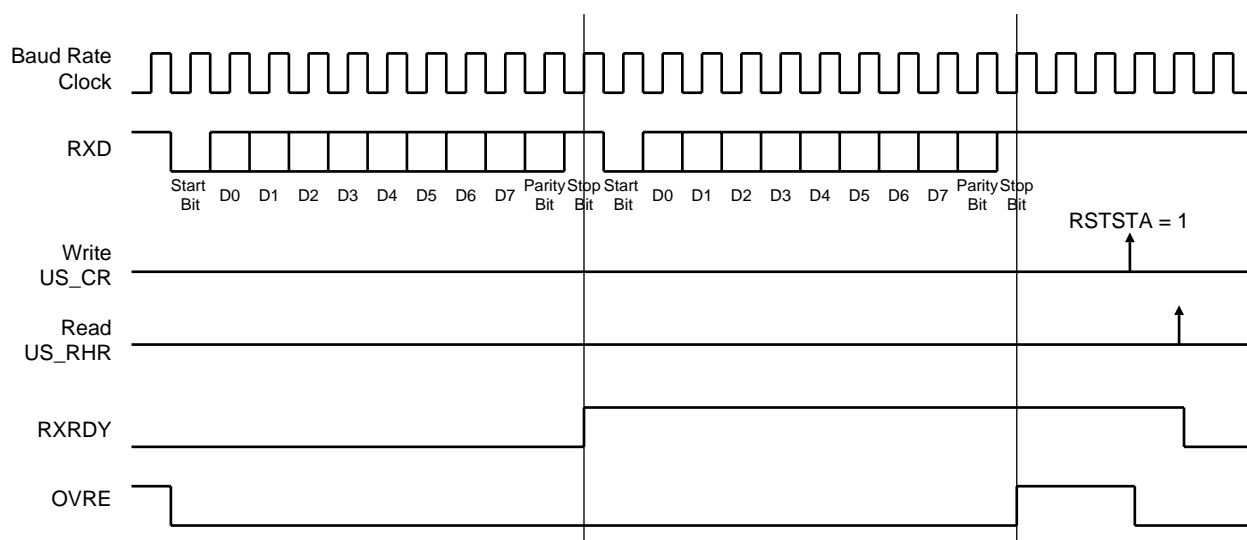 Baud Rate
Clock
RXD
Start
Bit
D0
D1
D2
D3
D4
D5
D6
D7
Parity
Bit
Stop
Bit
Start
Bit
D0
D1
D2
D3
D4
D5
D6
D7
Parity
Bit
Stop
Bit
RSTSTA = 1
Write
US_CR
Read
US_RHR
RXRDY
OVRE